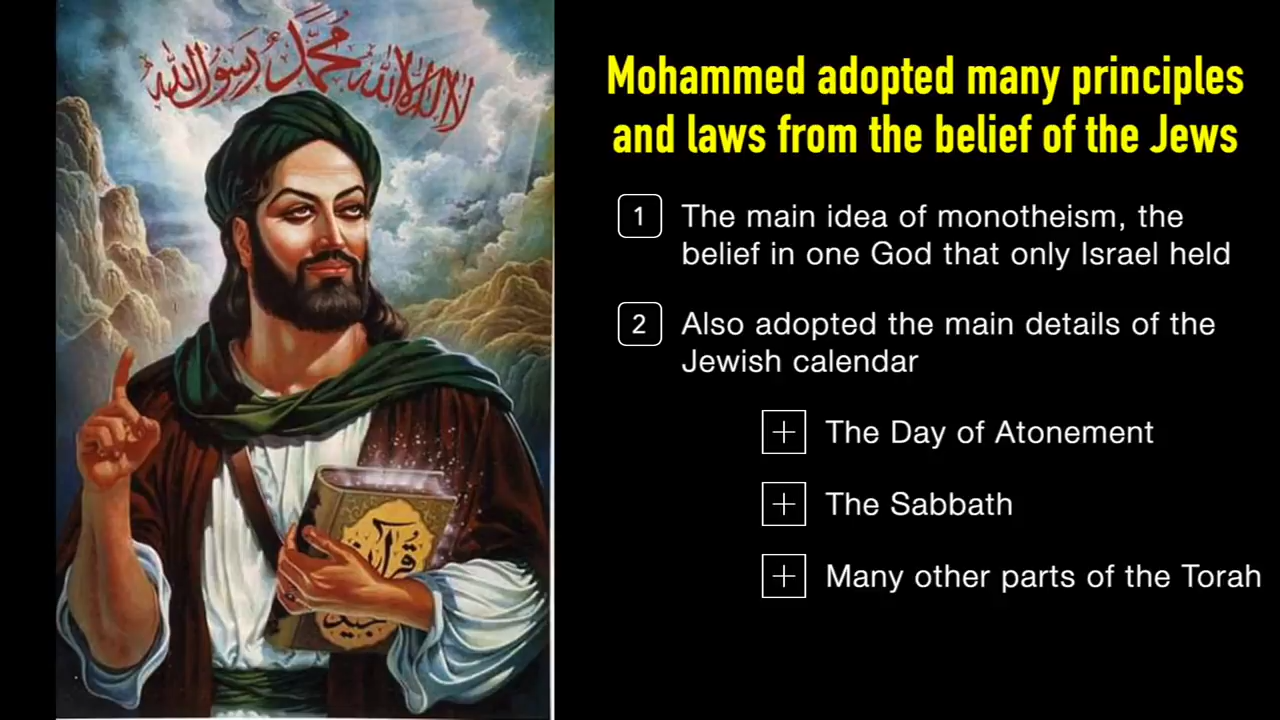 لا اله الا الله محمد رسول الله
Mohammed adopted many principles
and laws from the belief of the Jews
1 The main idea of monotheism, the
belief in one God that only Israel held
2 Also adopted the main details of the
Jewish calendar
+ The Day of Atonement
+ The Sabbath
+ Many other parts of the Torah
قرآن
مجيد